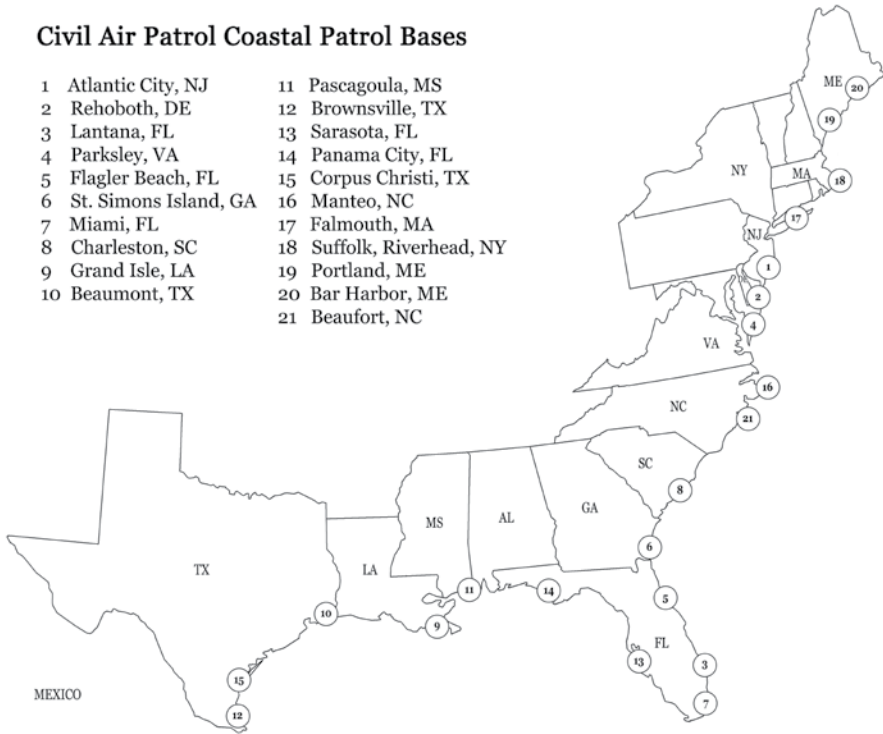 Civil Air Patrol Coastal Patrol Bases
1 Atlantic City, NJ
2 Rehoboth, DE
3 Lantana, FL
4 Parksley, VA
5 Flagler Beach, FL
6 St. Simons Island, GA
7 Miami, FL
8 Charleston, SC
9 Grand Isle, LA
10 Beaumont, TX
11 Pascagoula, MS
12 Brownsville, TX
13 Sarasota, FL
14 Panama City, FL
15 Corpus Christi, TX
16 Manteo, NC
17 Falmouth, MA
18 Suffolk, Riverhead, NY
19 Portland, ME
20 Bar Harbor, ME
21 Beaufort, NC
ME
20
19
NY
MA
18
17
NJ
1
2
4
VA
16
NC
21
SC
8
MS
AL
GA
6
TX
LA
11
14
5
10
9
FL
13
3
15
MEXICO
7
12